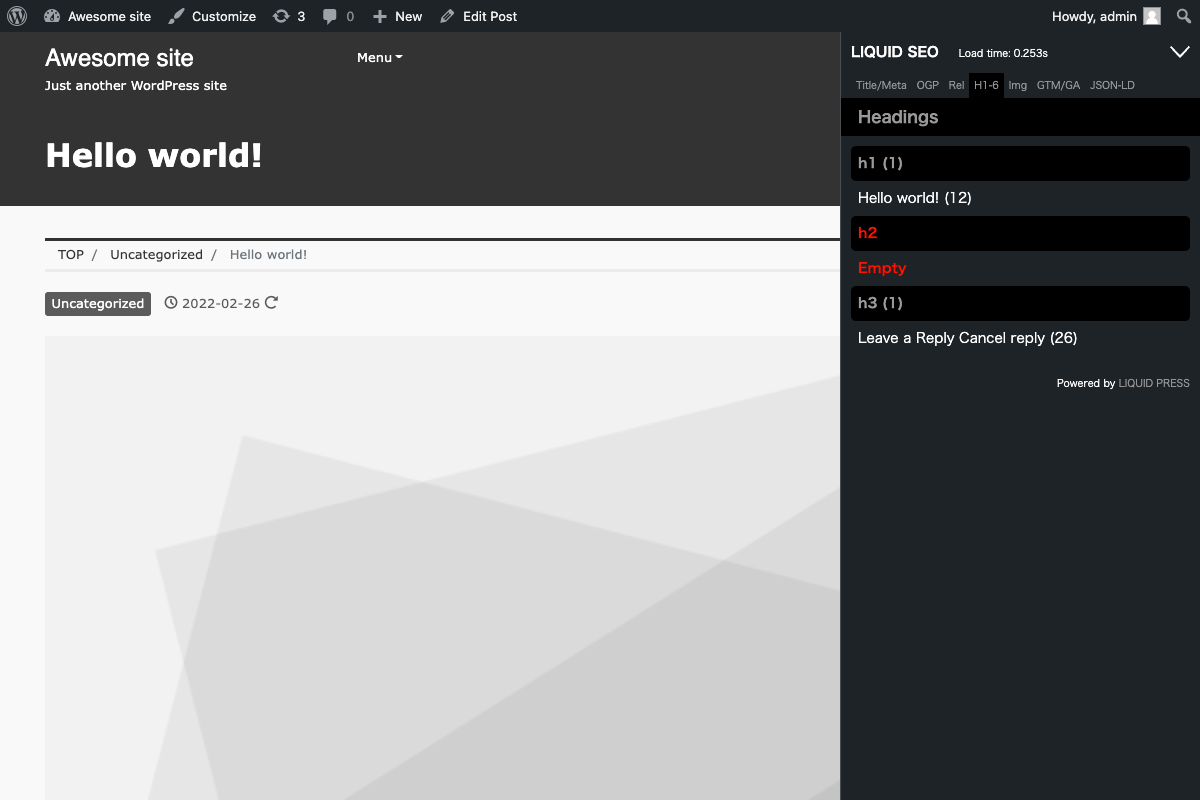 Awesome site Customize 3 0 New Edit Post Howdy, admin
Awesome site Menu
Just another WordPress site
Hello world!
TOP / Uncategorized / Hello world!
Uncategorized 2022-02-26
LIQUID SEO Load time: 0.253s
Title/Meta OGP Rel H1-6 Img GTM/GA JSON-LD
Headings
h1 (1)
Hello world! (12)
h2
Empty
h3 (1)
Leave a Reply Cancel reply (26)
Powered by LIQUID PRESS